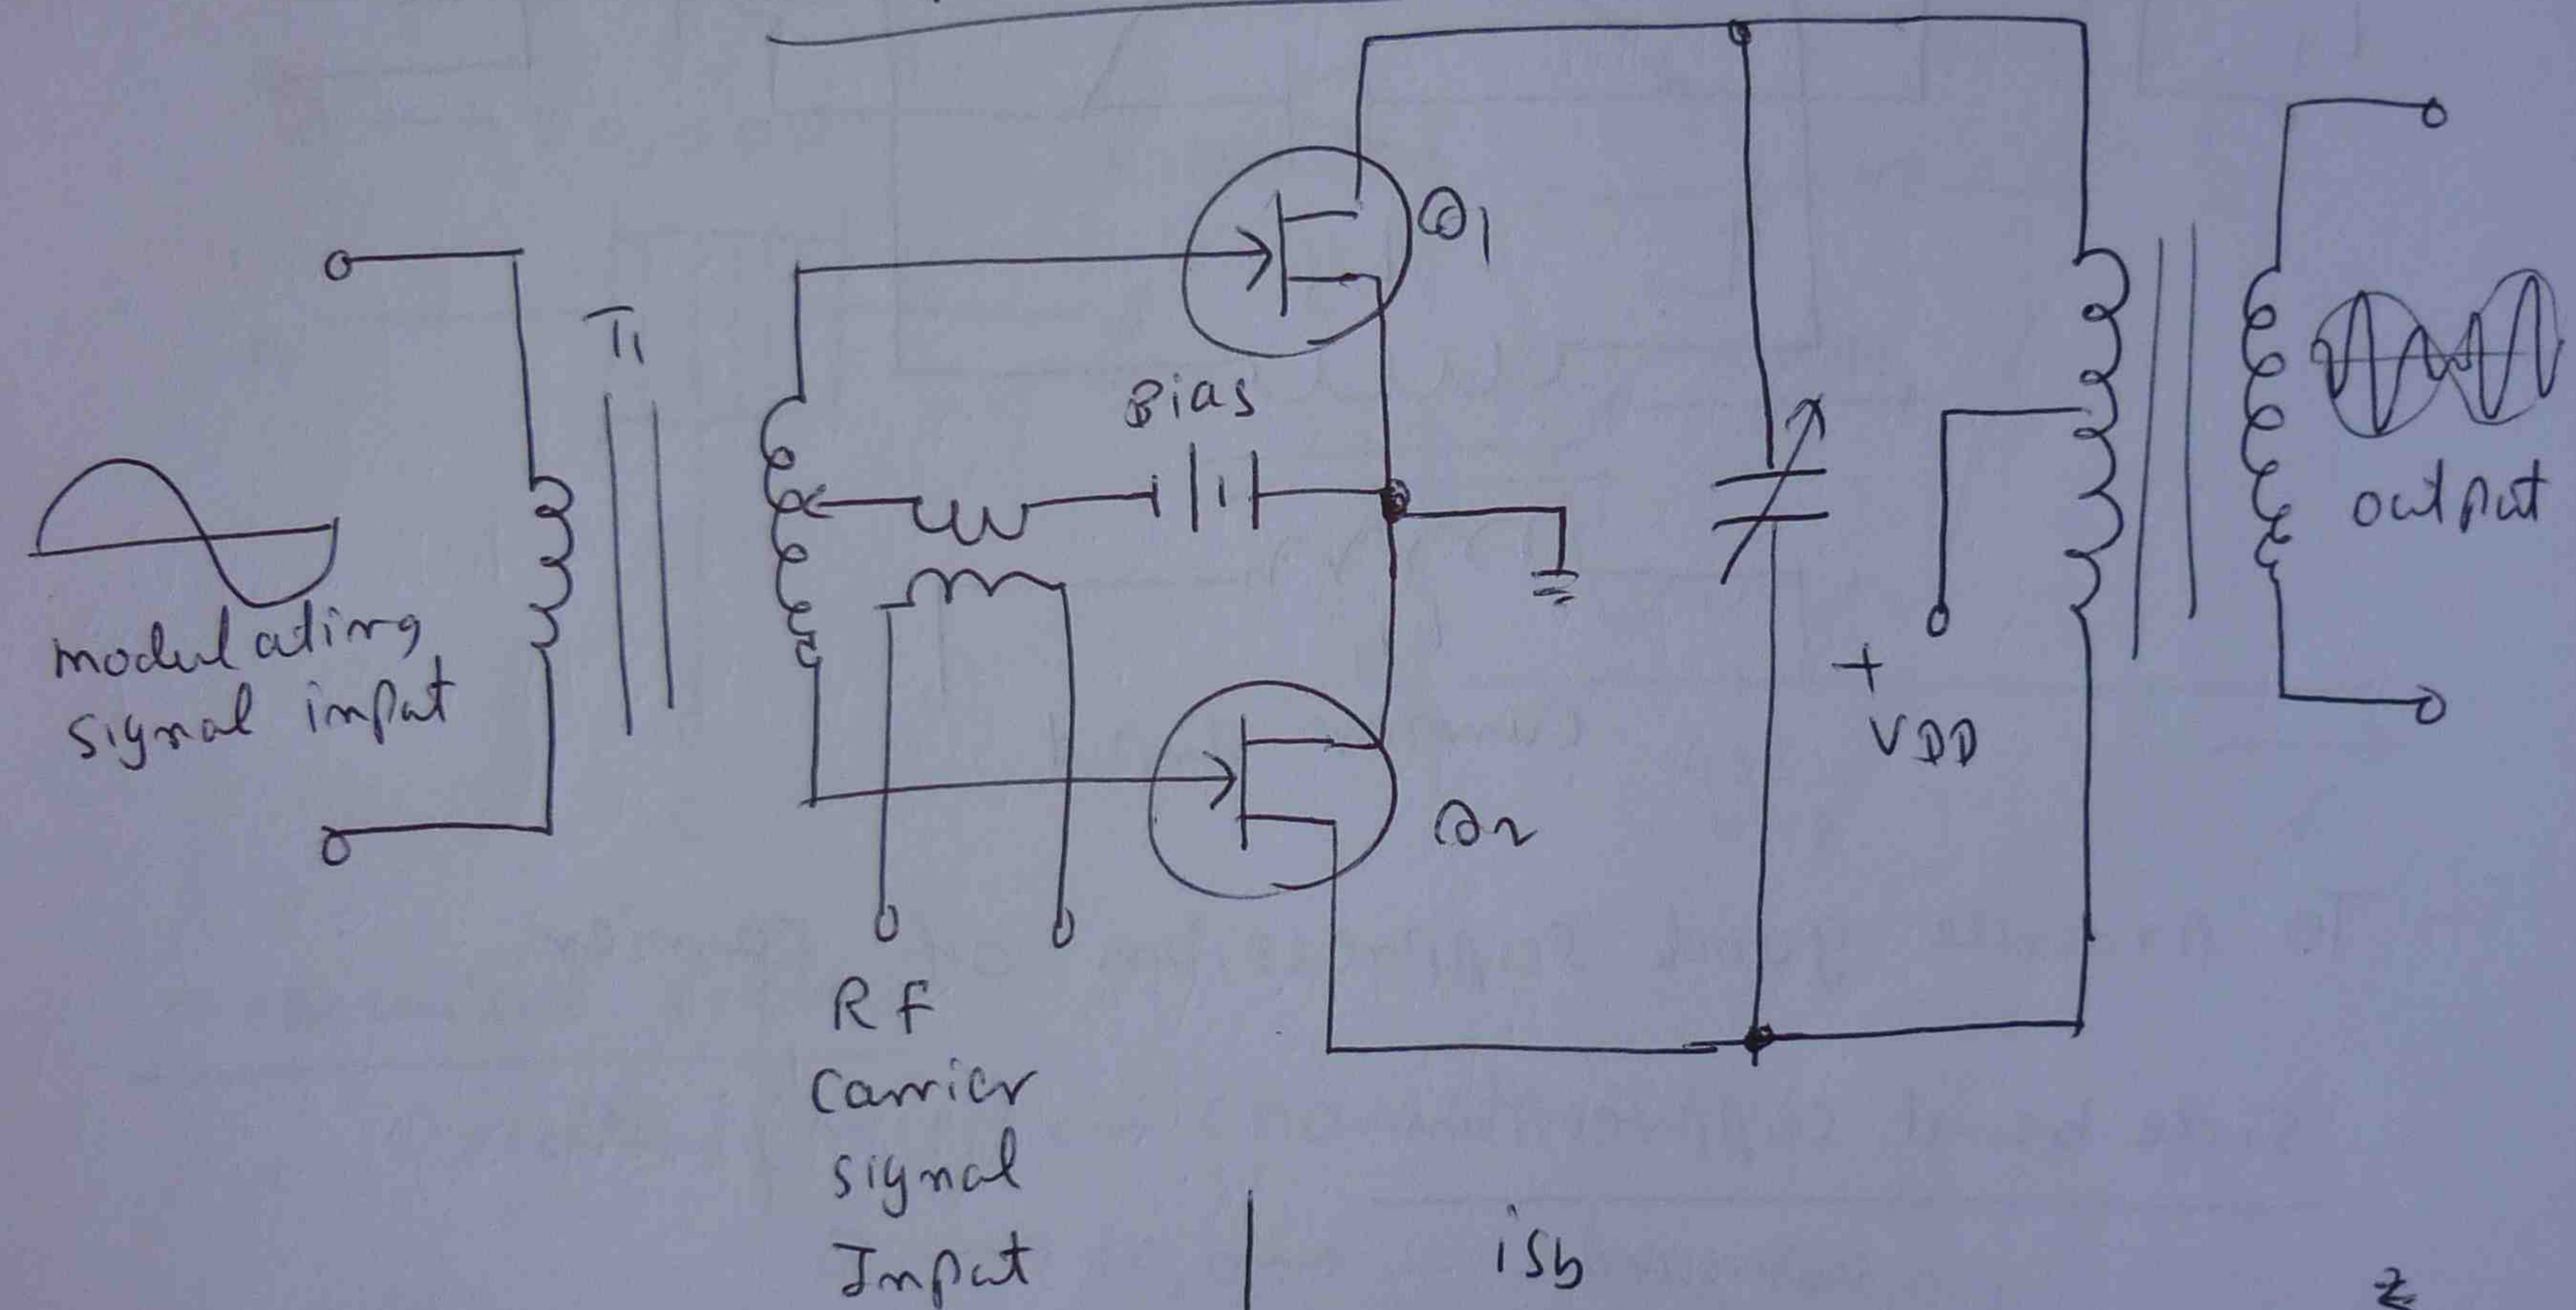 Q1
T1
Bias
output
modulating
signal input
+
VDD
Q2
RF
Carrier
signal
Input
isb
z